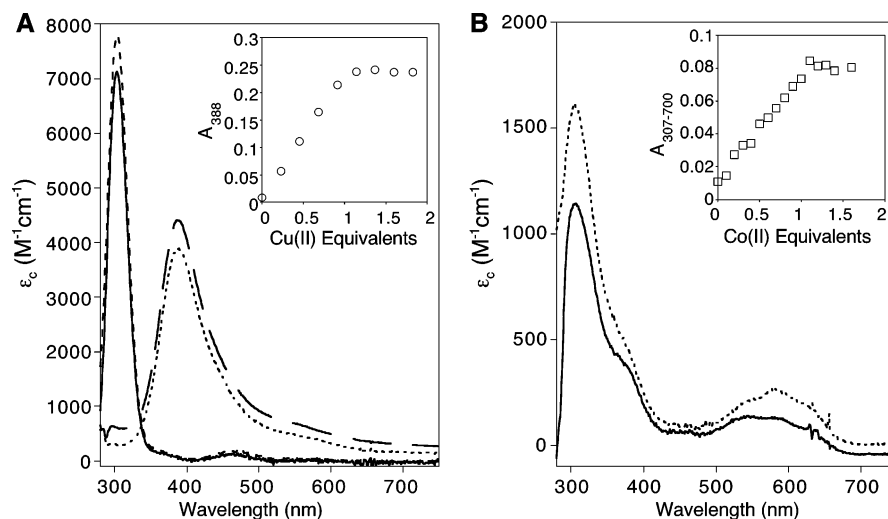 A
εc (M-1cm-1)
8000
7000
6000
5000
4000
3000
2000
1000
0
300 400 500 600 700
Wavelength (nm)
A388
0.3
0.25
0.2
0.15
0.1
0.05
0
0 0.5 1 1.5 2
Cu(II) Equivalents
B
εc (M-1cm-1)
2000
1500
1000
500
0
300 400 500 600 700
Wavelength (nm)
A307-700
0.1
0.08
0.06
0.04
0.02
0
0 0.5 1 1.5 2
Co(II) Equivalents